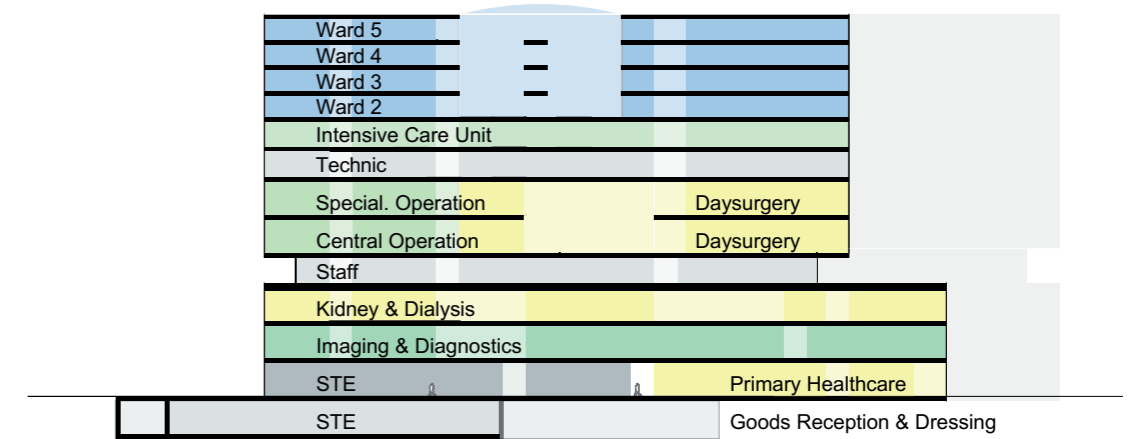 Ward 5
Ward 4
Ward 3
Ward 2
Intensive Care Unit
Technic
Special. Operation Daysurgery
Central Operation Daysurgery
Staff
Kidney & Dialysis
Imaging & Diagnostics
STE Primary Healthcare
STE Goods Reception & Dressing